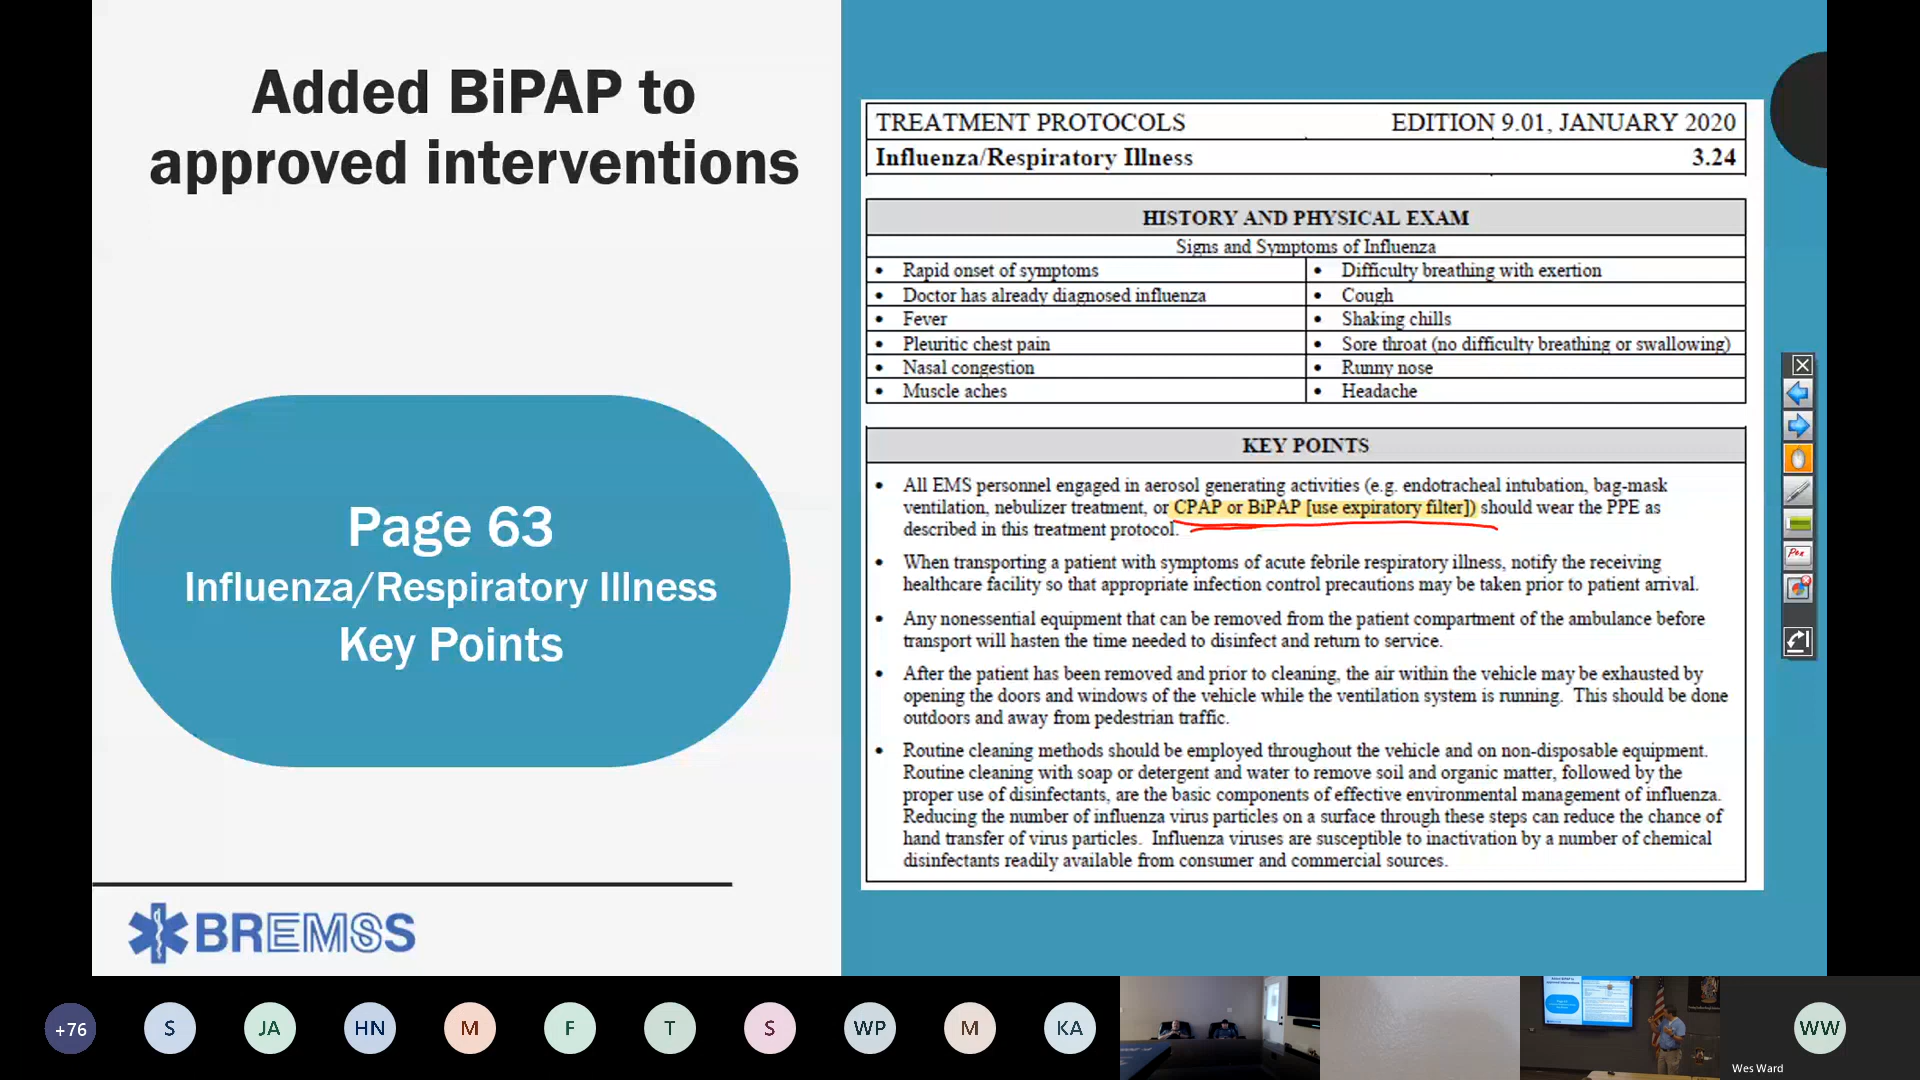 Added BiPAP to
approved interventions
Page 63
Influenza/Respiratory Illness
Key Points
BREMSS
TREATMENT PROTOCOLS EDITION 9.01, JANUARY 2020
Influenza/Respiratory Illness 3.24
HISTORY AND PHYSICAL EXAM
Signs and Symptoms of Influenza
• Rapid onset of symptoms • Difficulty breathing with exertion
• Doctor has already diagnosed influenza • Cough
• Fever • Shaking chills
• Pleuritic chest pain • Sore throat (no difficulty breathing or swallowing)
• Nasal congestion • Runny nose
• Muscle aches • Headache
KEY POINTS
• All EMS personnel engaged in aerosol generating activities (e.g. endotracheal intubation, bag-mask
ventilation, nebulizer treatment, or CPAP or BiPAP [use expiratory filter]) should wear the PPE as
described in this treatment protocol.
• When transporting a patient with symptoms of acute febrile respiratory illness, notify the receiving
healthcare facility so that appropriate infection control precautions may be taken prior to patient arrival.
• Any nonessential equipment that can be removed from the patient compartment of the ambulance before
transport will hasten the time needed to disinfect and return to service.
• After the patient has been removed and prior to cleaning, the air within the vehicle may be exhausted by
opening the doors and windows of the vehicle while the ventilation system is running. This should be done
outdoors and away from pedestrian traffic.
• Routine cleaning methods should be employed throughout the vehicle and on non-disposable equipment.
Routine cleaning with soap or detergent and water to remove soil and organic matter, followed by the
proper use of disinfectants, are the basic components of effective environmental management of influenza.
Reducing the number of influenza virus particles on a surface through these steps can reduce the chance of
hand transfer of virus particles. Influenza viruses are susceptible to inactivation by a number of chemical
disinfectants readily available from consumer and commercial sources.
Pen
+76 S JA HN M F T S WP M KA WW
Wes Ward